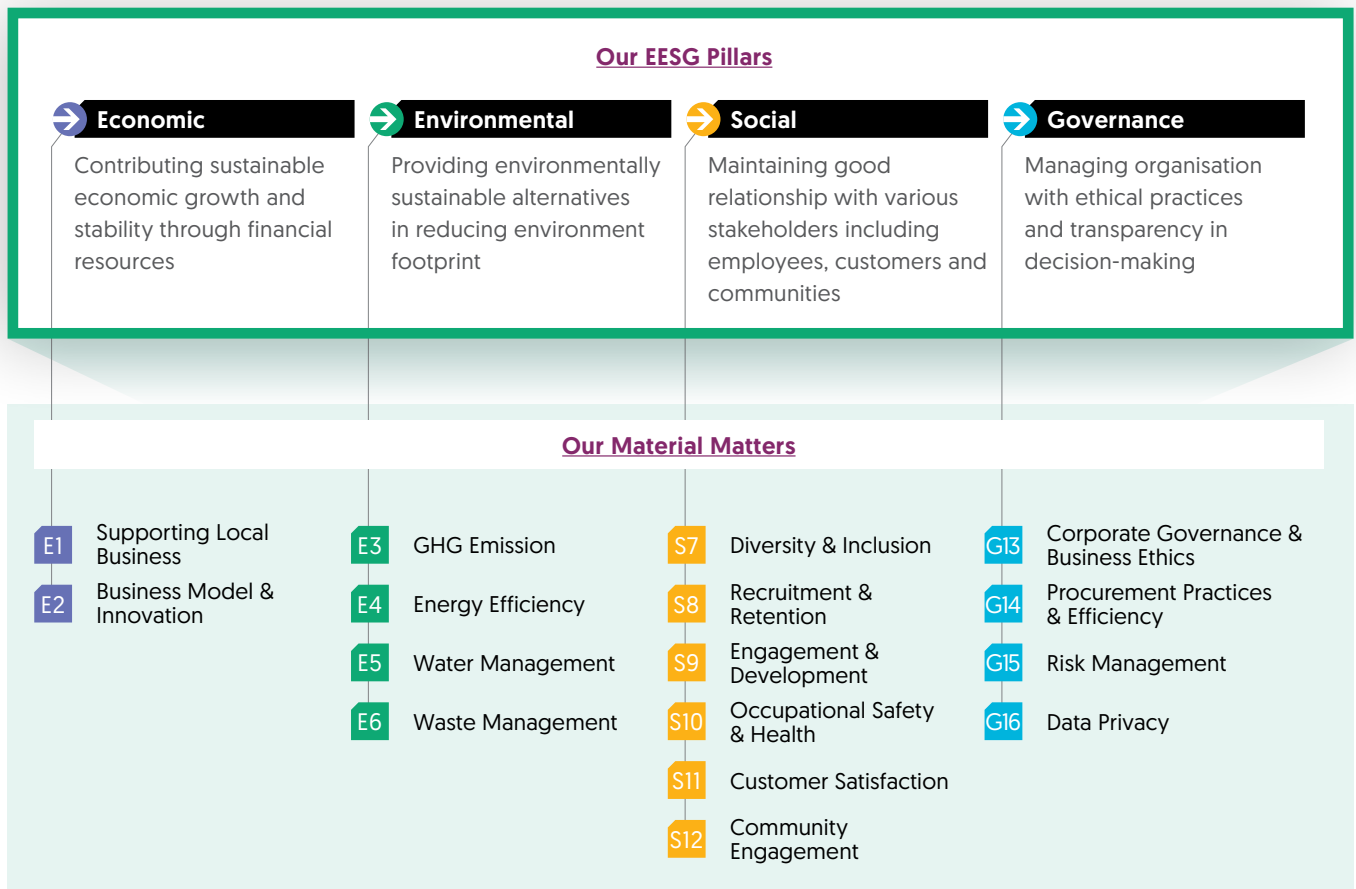 Our EESG Pillars
Economic
Contributing sustainable
economic growth and
stability through financial
resources
Environmental
Providing environmentally
sustainable alternatives
in reducing environment
footprint
Social
Maintaining good
relationship with various
stakeholders including
employees, customers and
communities
Governance
Managing organisation
with ethical practices
and transparency in
decision-making
Our Material Matters
E1
Supporting Local
Business
E2
Business Model &
Innovation
E3
GHG Emission
E4
Energy Efficiency
E5
Water Management
E6
Waste Management
S7
Diversity & Inclusion
S8
Recruitment &
Retention
S9
Engagement &
Development
S10
Occupational Safety
& Health
S11
Customer Satisfaction
S12
Community
Engagement
G13
Corporate Governance &
Business Ethics
G14
Procurement Practices
& Efficiency
G15
Risk Management
G16
Data Privacy